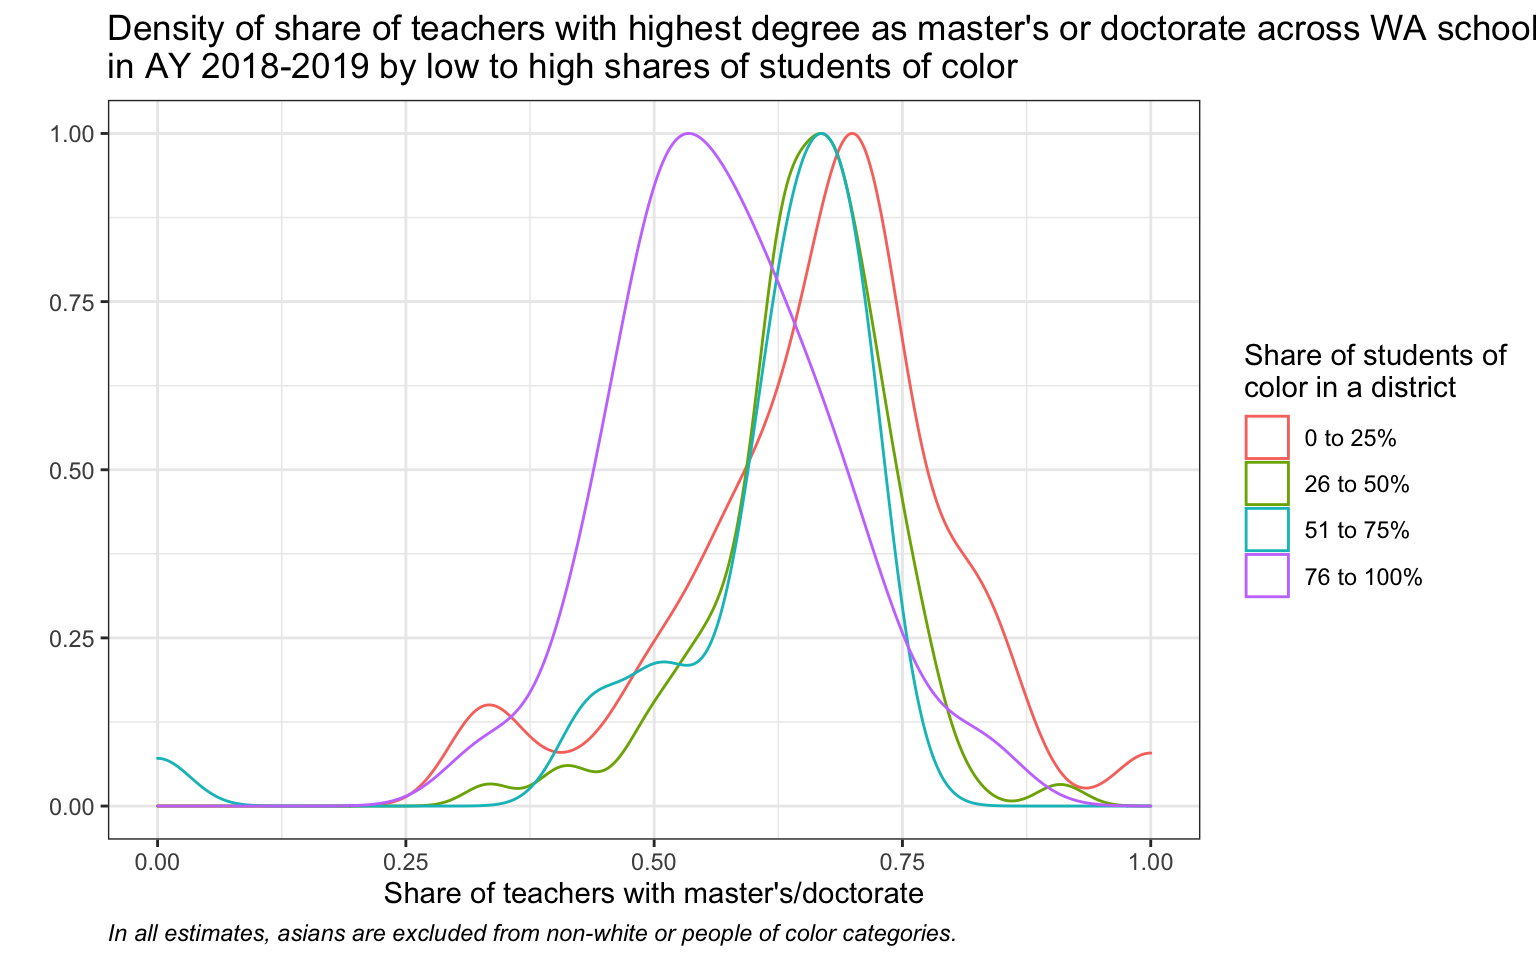 Density of share of teachers with highest degree as master's or doctorate across WA school
in AY 2018-2019 by low to high shares of students of color
1.00
0.75
0.50
0.25
0.00
0.00 0.25 0.50 0.75 1.00
Share of teachers with master's/doctorate
In all estimates, asians are excluded from non-white or people of color categories.
Share of students of
color in a district
0 to 25%
26 to 50%
51 to 75%
76 to 100%